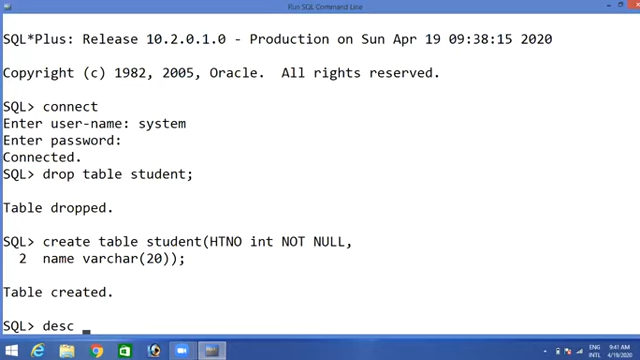 Run SQL Command Line
SQL*Plus: Release 10.2.0.1.0 - Production on Sun Apr 19 09:38:15 2020
Copyright (c) 1982, 2005, Oracle.  All rights reserved.
SQL> connect
Enter user-name: system
Enter password:
Connected.
SQL> drop table student;
Table dropped.
SQL> create table student(HTNO int NOT NULL,
  2  name varchar(20));
Table created.
SQL> desc _
ENG 9:41 AM
INTL 4/19/2020